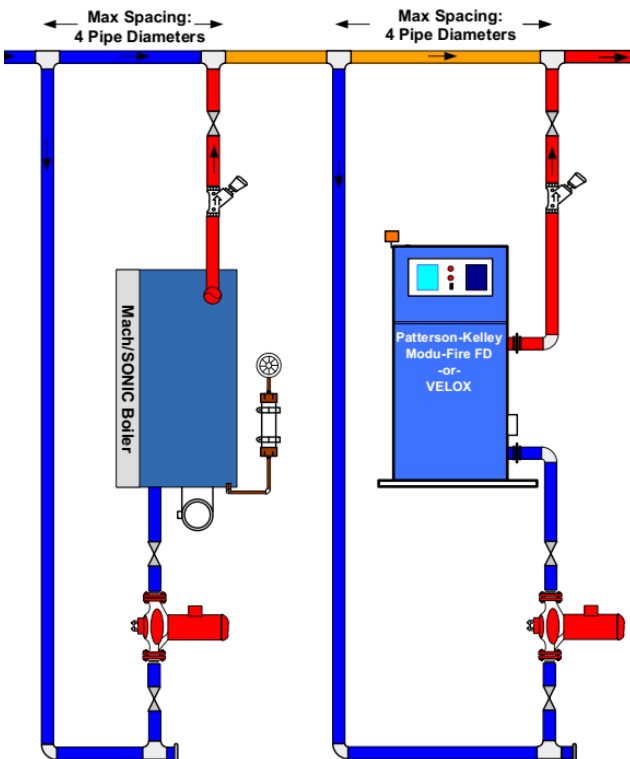 Max Spacing:
4 Pipe Diameters
Max Spacing:
4 Pipe Diameters
Mach/SONIC Boiler
Patterson-Kelley
Modu-Fire FD
-or-
VELOX